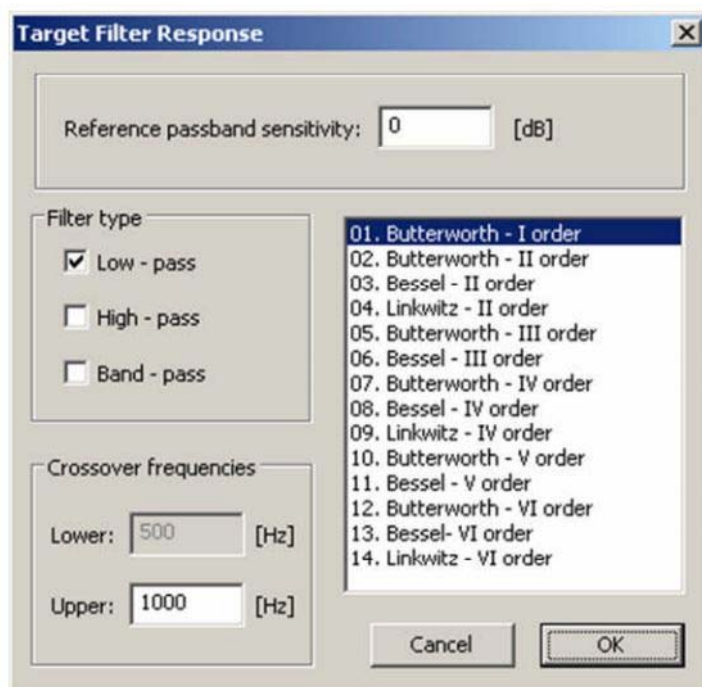 Target Filter Response
Reference passband sensitivity: 0 [dB]
Filter type
Low - pass
High - pass
Band - pass
01. Butterworth - I order
02. Butterworth - II order
03. Bessel - II order
04. Linkwitz - II order
05. Butterworth - III order
06. Bessel - III order
07. Butterworth - IV order
08. Bessel - IV order
09. Linkwitz - IV order
10. Butterworth - V order
11. Bessel - V order
12. Butterworth - VI order
13. Bessel- VI order
14. Linkwitz - VI order
Crossover frequencies
Lower: 500 [Hz]
Upper: 1000 [Hz]
Cancel
OK